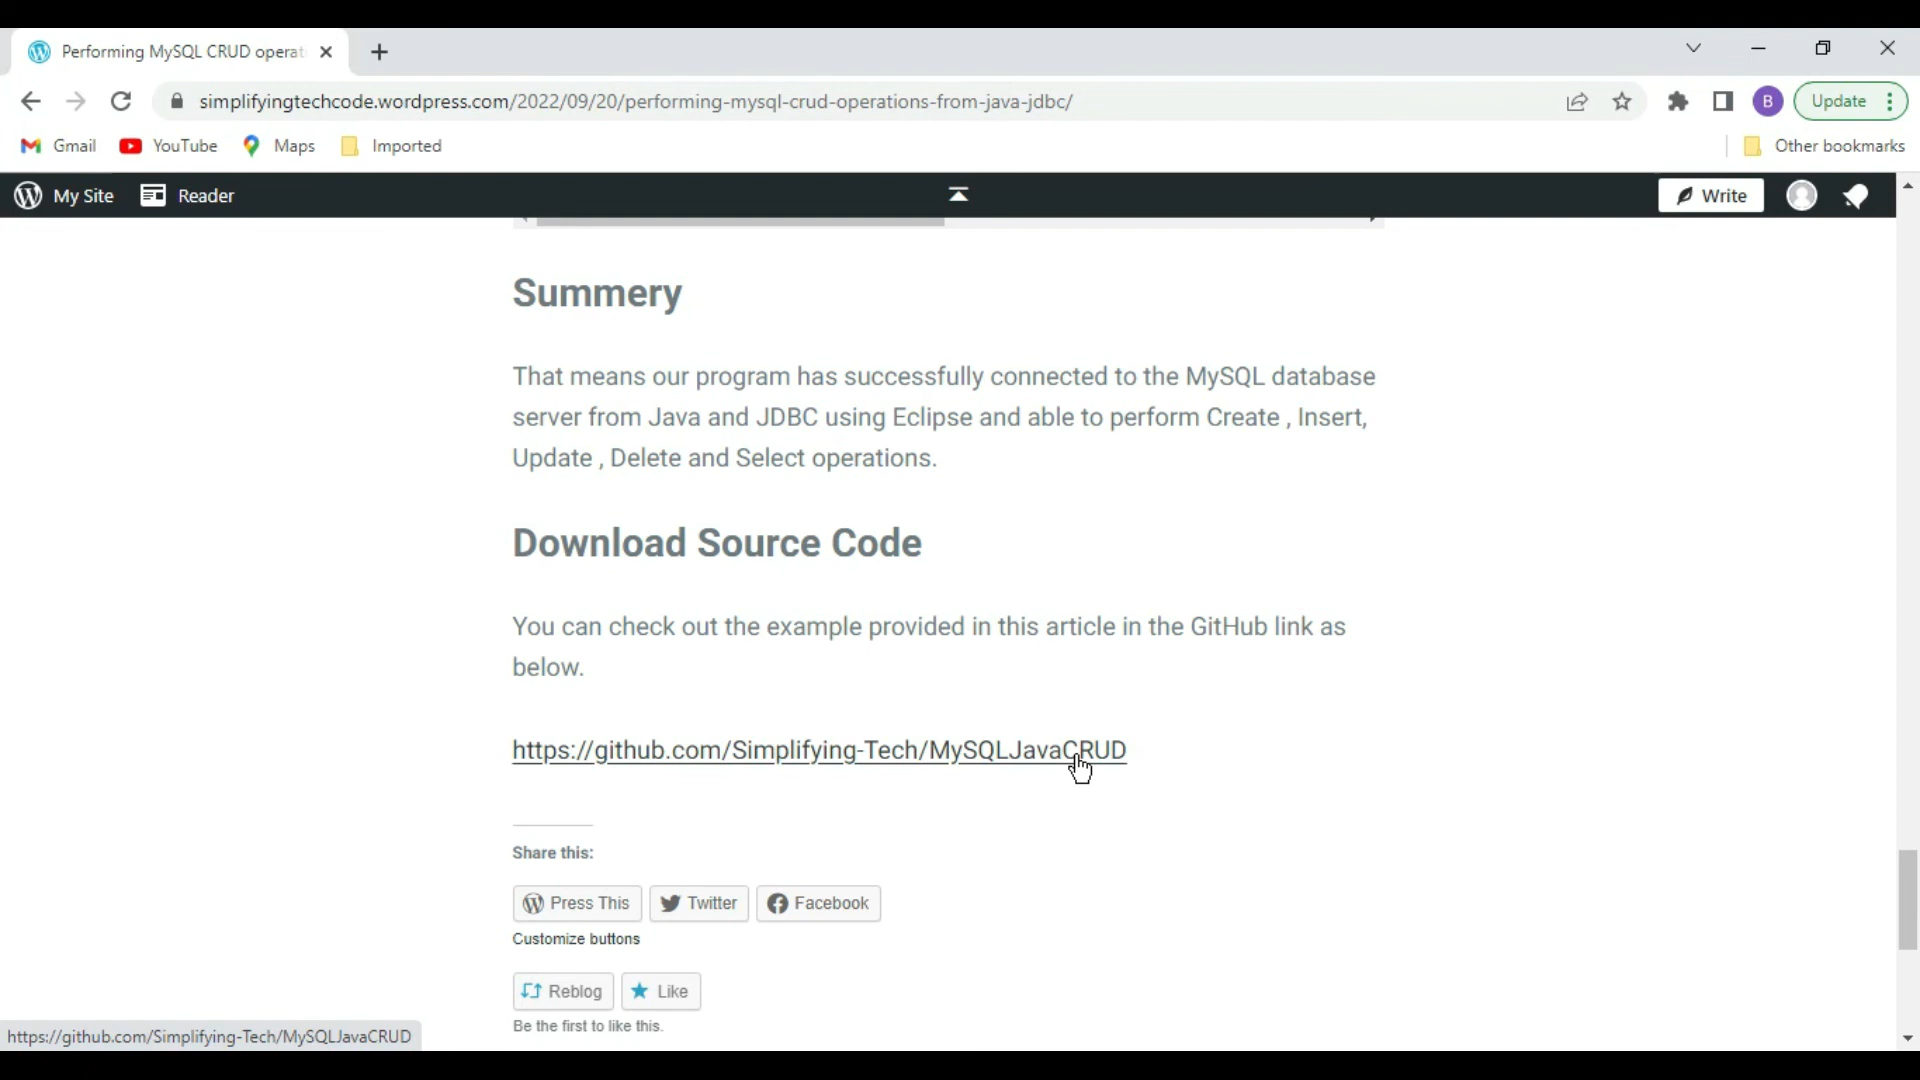 Performing MySQL CRUD operat
simplifyingtechcode.wordpress.com/2022/09/20/performing-mysql-crud-operations-from-java-jdbc/
B
Update
Gmail
YouTube
Maps
Imported
Other bookmarks
My Site
Reader
Write
Summery
That means our program has successfully connected to the MySQL database
server from Java and JDBC using Eclipse and able to perform Create , Insert,
Update , Delete and Select operations.
Download Source Code
You can check out the example provided in this article in the GitHub link as
below.
https://github.com/Simplifying-Tech/MySQLJavaCRUD
Share this:
Press This
Twitter
Facebook
Customize buttons
Reblog
Like
Be the first to like this.
https://github.com/Simplifying-Tech/MySQLJavaCRUD